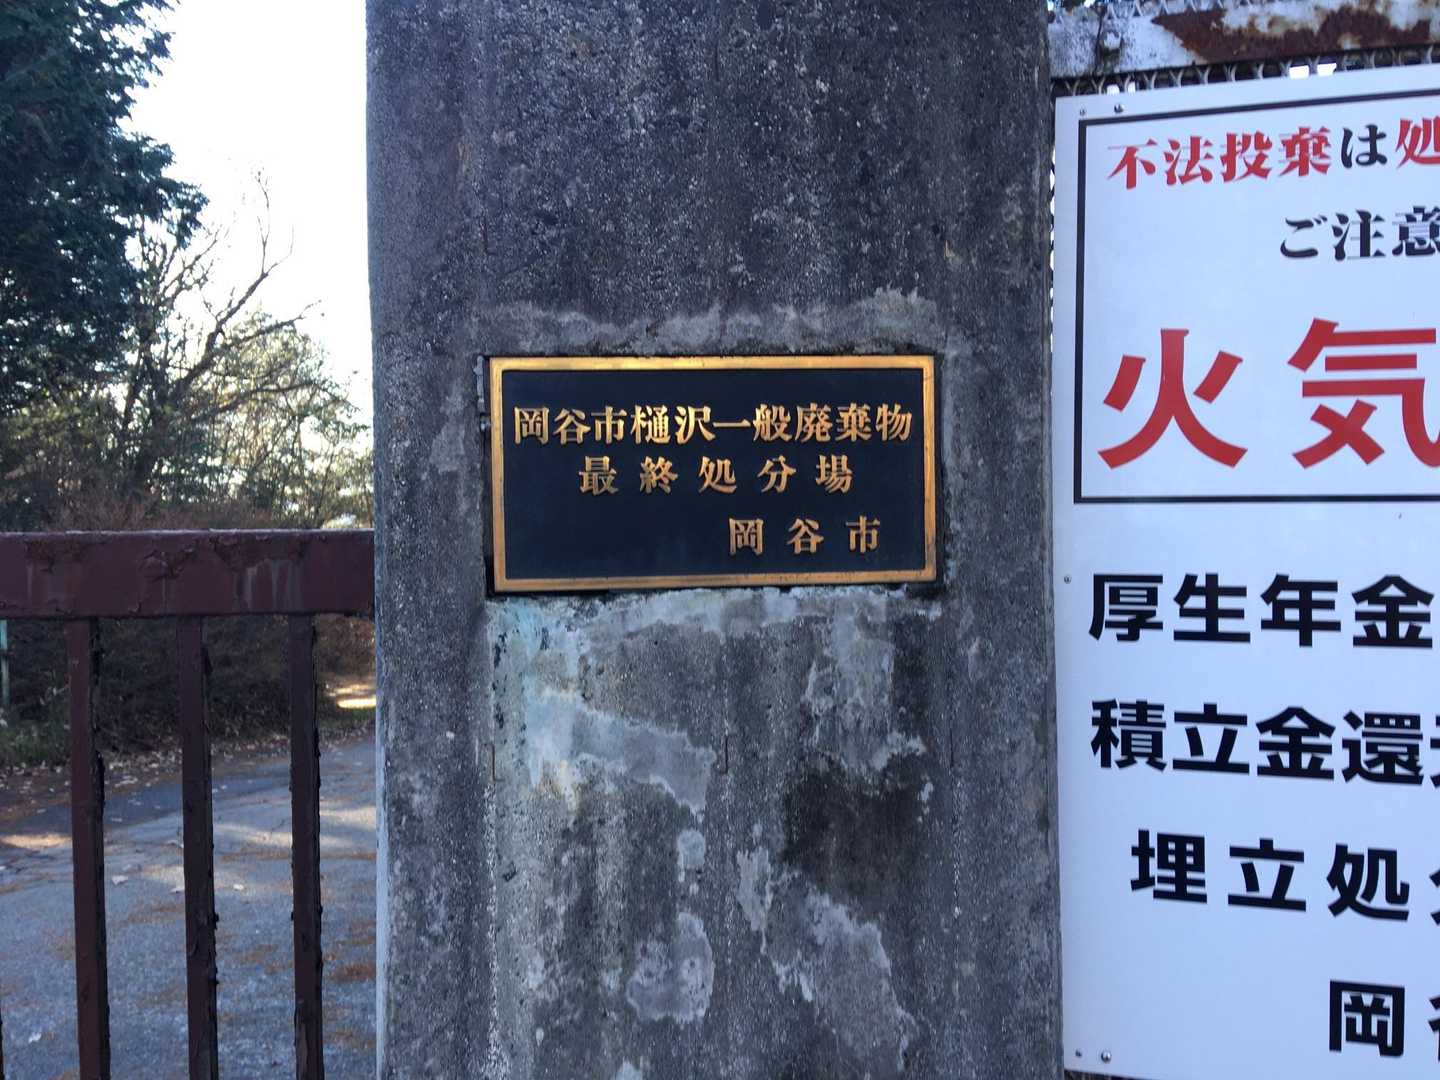 岡谷市樋沢一般廃棄物
最終処分場
岡谷市
不法投棄は処
ご注意
火気
厚生年金
積立金還
埋立処
岡